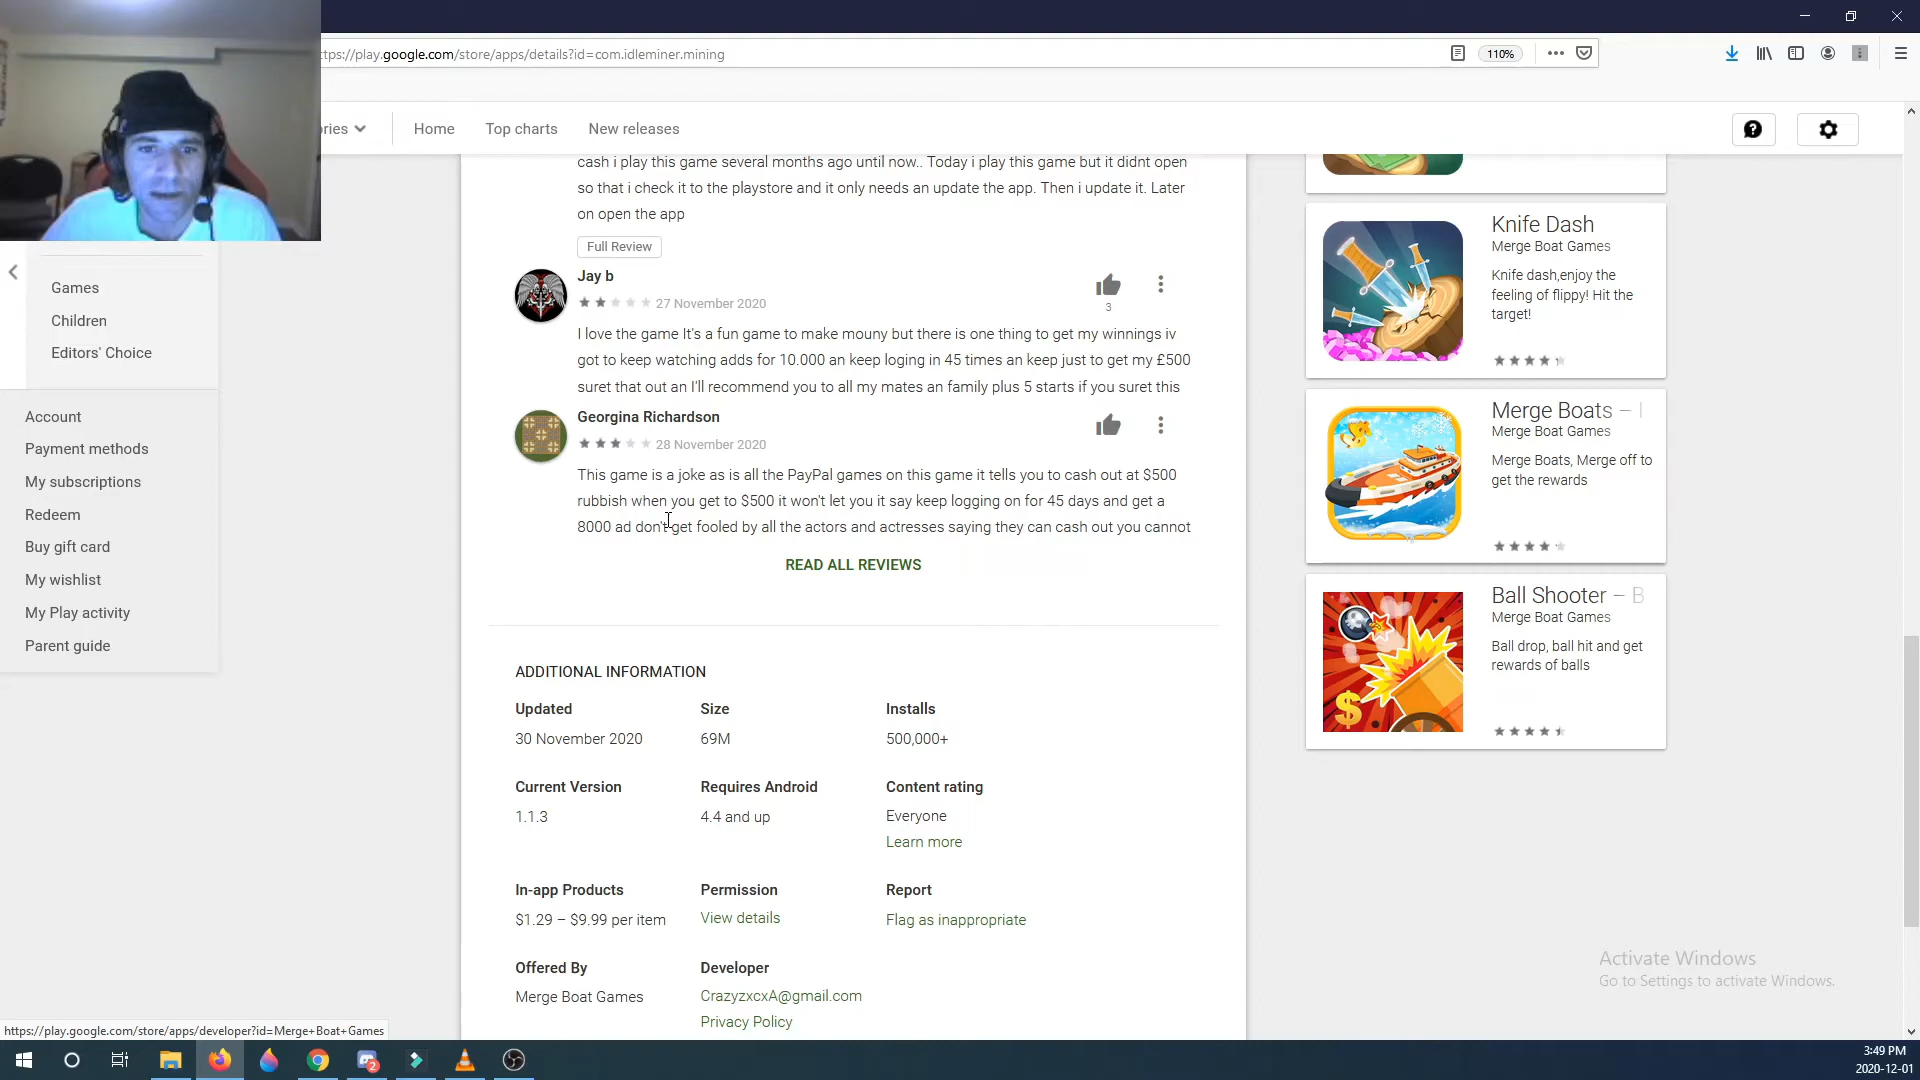 tps://play.google.com/store/apps/details?id=com.idleminer.mining
110%
ries
Home
Top charts
New releases
cash i play this game several months ago until now.. Today i play this game but it didnt open
so that i check it to the playstore and it only needs an update the app. Then i update it. Later
on open the app
Full Review
Jay b
27 November 2020
3
I love the game It's a fun game to make mouny but there is one thing to get my winnings iv
got to keep watching adds for 10.000 an keep loging in 45 times an keep just to get my £500
suret that out an I'll recommend you to all my mates an family plus 5 starts if you suret this
Georgina Richardson
28 November 2020
This game is a joke as is all the PayPal games on this game it tells you to cash out at $500
rubbish when you get to $500 it won't let you it say keep logging on for 45 days and get a
8000 ad don't get fooled by all the actors and actresses saying they can cash out you cannot
READ ALL REVIEWS
ADDITIONAL INFORMATION
Updated
30 November 2020
Size
69M
Installs
500,000+
Current Version
1.1.3
Requires Android
4.4 and up
Content rating
Everyone
Learn more
In-app Products
$1.29 – $9.99 per item
Permission
View details
Report
Flag as inappropriate
Offered By
Merge Boat Games
Developer
CrazyzxcxA@gmail.com
Privacy Policy
Games
Children
Editors' Choice
Account
Payment methods
My subscriptions
Redeem
Buy gift card
My wishlist
My Play activity
Parent guide
Knife Dash
Merge Boat Games
Knife dash,enjoy the
feeling of flippy! Hit the
target!
Merge Boats –
Merge Boat Games
Merge Boats, Merge off to
get the rewards
Ball Shooter – B
Merge Boat Games
Ball drop, ball hit and get
rewards of balls
Activate Windows
Go to Settings to activate Windows.
https://play.google.com/store/apps/developer?id=Merge+Boat+Games
2
3:49 PM
2020-12-01